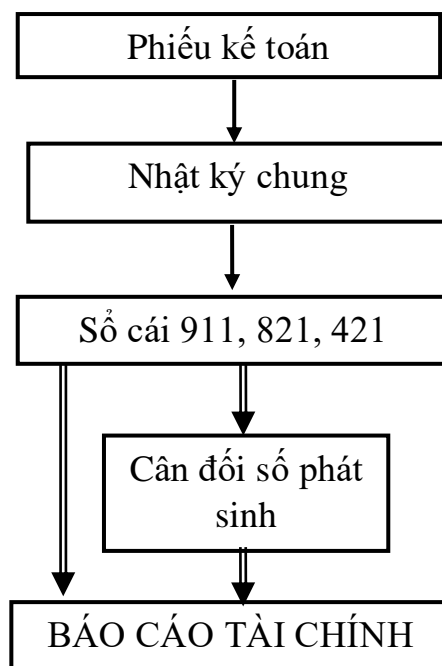 Phiếu kế toán
Nhật ký chung
Sổ cái 911, 821, 421
Cân đối số phát
sinh
BÁO CÁO TÀI CHÍNH